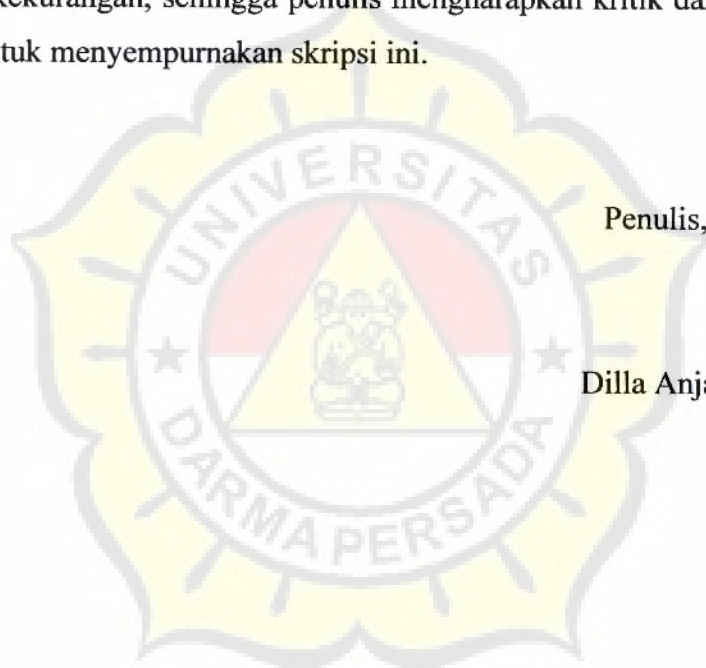 kekurangan, sehingga penulis mengharapkan kritik da
tuk menyempurnakan skripsi ini.
UNIVERSITAS
Penulis,
Dilla Anja
DARMA PERSADA